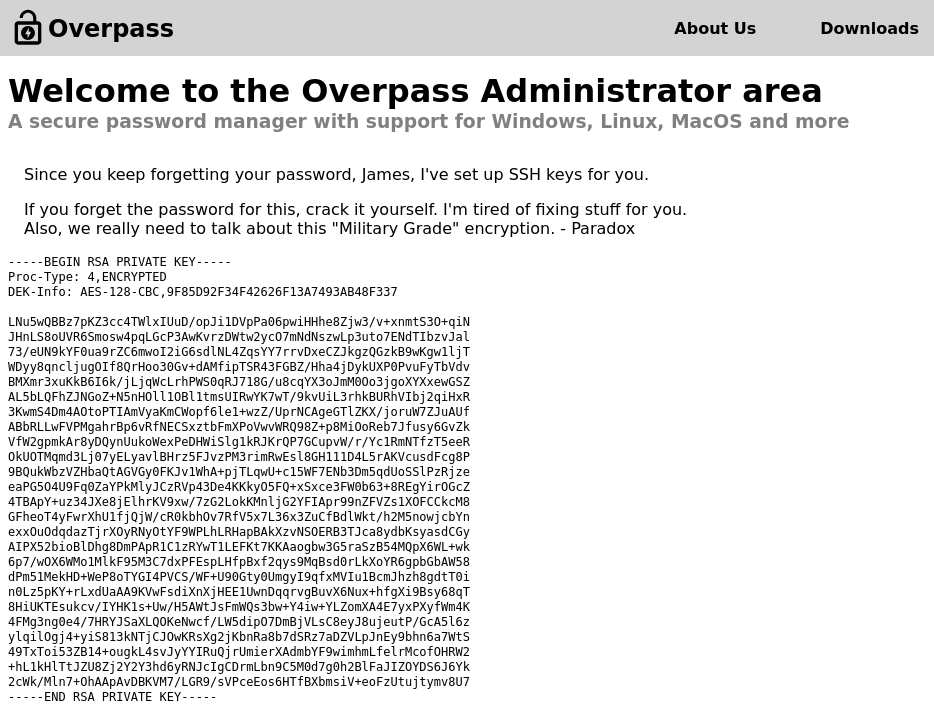 Overpass
About Us
Downloads
Welcome to the Overpass Administrator area
A secure password manager with support for Windows, Linux, MacOS and more
Since you keep forgetting your password, James, I've set up SSH keys for you.
If you forget the password for this, crack it yourself. I'm tired of fixing stuff for you.
Also, we really need to talk about this "Military Grade" encryption. - Paradox
-----BEGIN RSA PRIVATE KEY-----
Proc-Type: 4,ENCRYPTED
DEK-Info: AES-128-CBC,9F85D92F34F42626F13A7493AB48F337
LNu5wQBBz7pKZ3cc4TWlxIUuD/opJi1DVpPa06pwiHHhe8Zjw3/v+xnmtS3O+qiN
JHnLS8oUVR6Smosw4pqLGcP3AwKvrzDWtw2ycO7mNdNszwLp3uto7ENdTIbzvJal
73/eUN9kYF0ua9rZC6mwoI2iG6sdlNL4ZqsYY7rrvDxeCZJkgzQGzkB9wKgw1ljT
WDyy8qncljugOIf8QrHoo30Gv+dAMfipTSR43FGBZ/Hha4jDykUXP0PvuFyTbVdv
BMXmr3xuKkB6I6k/jLjqWcLrhPWS0qRJ718G/u8cqYX3oJmM0Oo3jgoXYXxewGSZ
AL5bLQFhZJNGoZ+N5nHOll1OBl1tmsUIRwYK7wT/9kvUiL3rhkBURhVIbj2qiHxR
3KwmS4Dm4AOtoPTIAmVyaKmCWopf6le1+wzZ/UprNCAgeGTlZKX/joruW7ZJuAUf
ABbRLLwFVPMgahrBp6vRfNECSxztbFmXPoVwvWRQ98Z+p8MiOoReb7Jfusy6GvZk
VfW2gpmkAr8yDQynUukoWexPeDHWiSlg1kRJKrQP7GCupvW/r/Yc1RmNTfzT5eeR
OkUOTMqmd3Lj07yELyavlBHrz5FJvzPM3rimRwEsl8GH111D4L5rAKVcusdFcg8P
9BQukWbzVZHbaQtAGVGy0FKJv1WhA+pjTLqwU+c15WF7ENb3Dm5qdUoSSlPzRjze
eaPG5O4U9Fq0ZaYPkMlyJCzRVp43De4KKkyO5FQ+xSxce3FW0b63+8REgYirOGcZ
4TBApY+uz34JXe8jElhrKV9xw/7zG2LokKMnljG2YFIApr99nZFVZs1XOFCCkcM8
GFheoT4yFwrXhU1fjQjW/cR0kbhOv7RfV5x7L36x3ZuCfBdlWkt/h2M5nowjcbYn
exxOuOdqdazTjrXOyRNyOtYF9WPLhLRHapBAkXzvNSOERB3TJca8ydbKsyasdCGy
AIPX52bioBlDhg8DmPApR1C1zRYwT1LEFKt7KKAaogbw3G5raSzB54MQpX6WL+wk
6p7/wOX6WMo1MlkF95M3C7dxPFEspLHfpBxf2qys9MqBsd0rLkXoYR6gpbGbAW58
dPm51MekHD+WeP8oTYGI4PVCS/WF+U90Gty0UmgyI9qfxMVIu1BcmJhzh8gdtT0i
n0Lz5pKY+rLxdUaAA9KVwFsdiXnXjHEE1UwnDqqrvgBuvX6Nux+hfgXi9Bsy68qT
8HiUKTEsukcv/IYHK1s+Uw/H5AWtJsFmWQs3bw+Y4iw+YLZomXA4E7yxPXyfWm4K
4FMg3ng0e4/7HRYJSaXLQOKeNwcf/LW5dipO7DmBjVLsC8eyJ8ujeutP/GcA5l6z
ylqilOgj4+yiS813kNTjCJOwKRsXg2jKbnRa8b7dSRz7aDZVLpJnEy9bhn6a7WtS
49TxToi53ZB14+ougkL4svJyYYIRuQjrUmierXAdmbYF9wimhmLfelrMcofOHRW2
+hL1kHlTtJZU8Zj2Y2Y3hd6yRNJcIgCDrmLbn9C5M0d7g0h2BlFaJIZOYDS6J6Yk
2cWk/Mln7+OhAApAvDBKVM7/LGR9/sVPceEos6HTfBXbmsiV+eoFzUtujtymv8U7
-----END RSA PRIVATE KEY-----